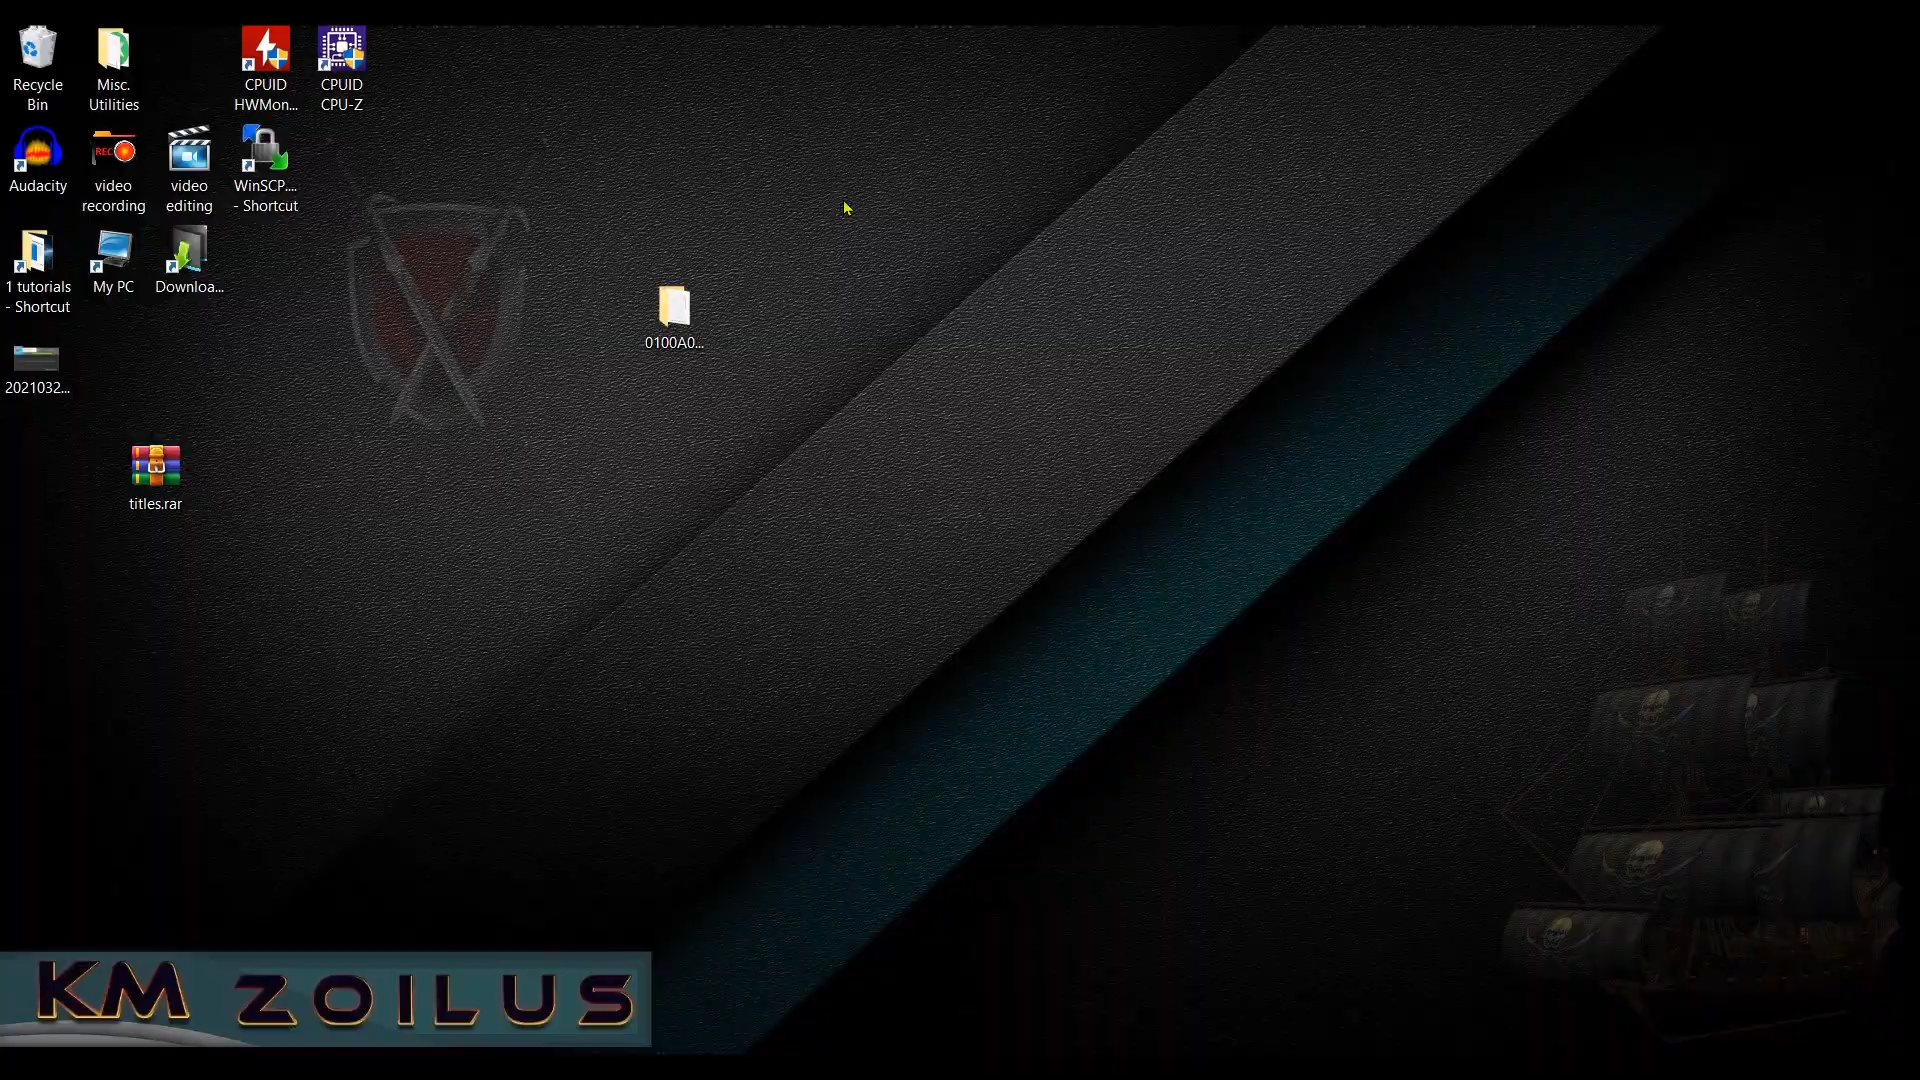 Recycle
Bin
Misc.
Utilities
CPUID
HWMon...
CPUID
CPU-Z
Audacity
REC
video
recording
video
editing
WinSCP....
- Shortcut
1 tutorials
- Shortcut
My PC
Downloa...
0100A0...
2021032...
titles.rar
KM ZOILUS